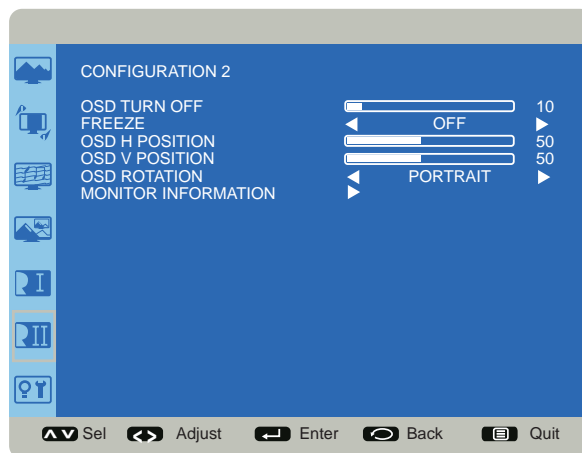 CONFIGURATION 2
OSD TURN OFF 10
FREEZE OFF
OSD H POSITION 50
OSD V POSITION 50
OSD ROTATION PORTRAIT
MONITOR INFORMATION
I
II
Sel Adjust Enter Back Quit